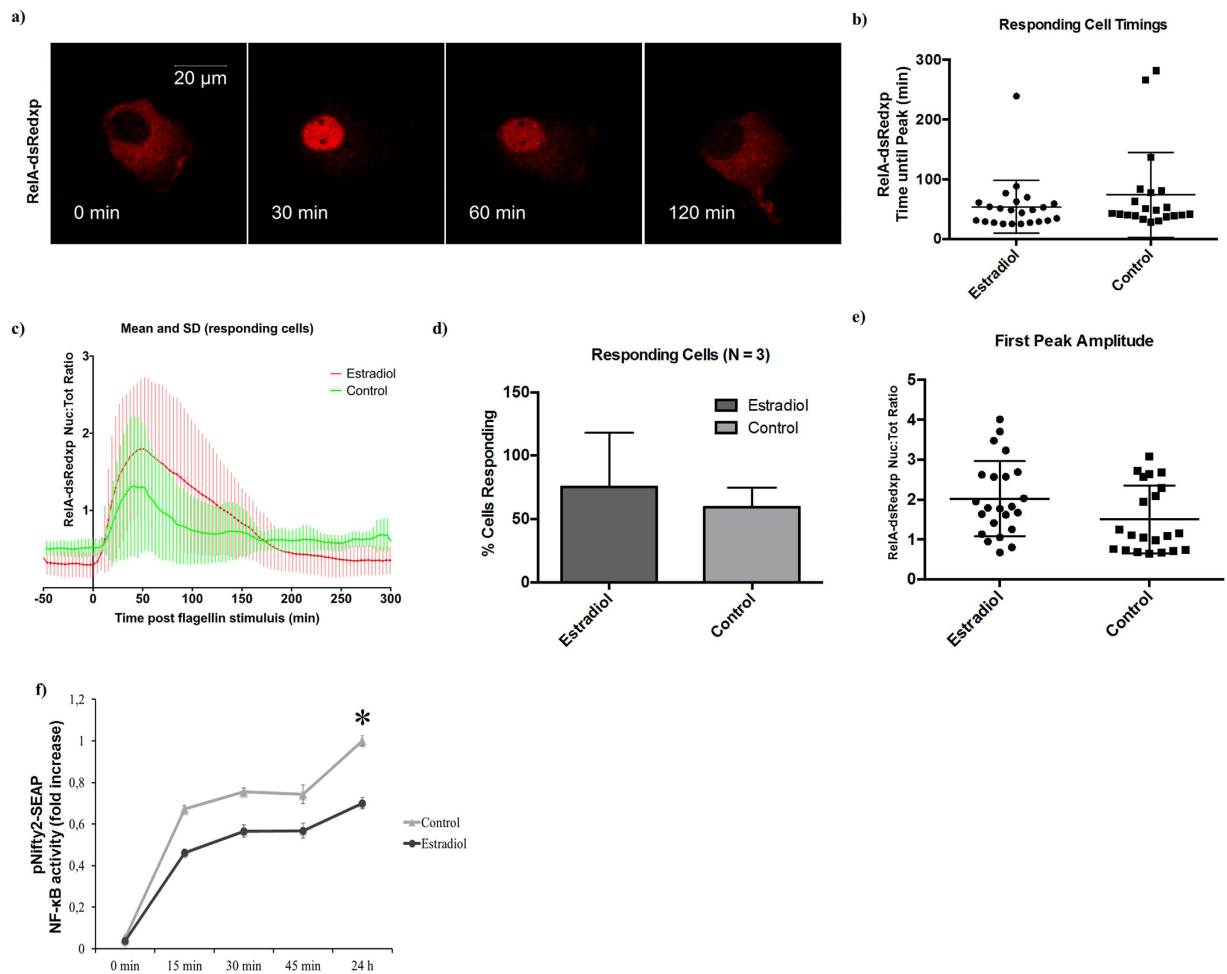 a)
RelA-dsRedxp
20 µm
0 min
30 min
60 min
120 min
b)
Responding Cell Timings
RelA-dsRedxp
Time until Peak (min)
300
200
100
0
Estradiol
Control
c)
Mean and SD (responding cells)
RelA-dsRedxp Nuc:Tot Ratio
3
2
1
Estradiol
Control
-50
0
50
100
150
200
250
300
Time post flagellin stimuluis (min)
d)
Responding Cells (N = 3)
% Cells Responding
150
100
50
0
Estradiol
Control
Estradiol
Control
e)
First Peak Amplitude
RelA-dsRedxp Nuc:Tot Ratio
5
4
3
2
1
0
Estradiol
Control
f)
pNifty2-SEAP
NF-κB activity (fold increase)
1,2
1
0,8
0,6
0,4
0,2
0
*
Control
Estradiol
0 min
15 min
30 min
45 min
24 h